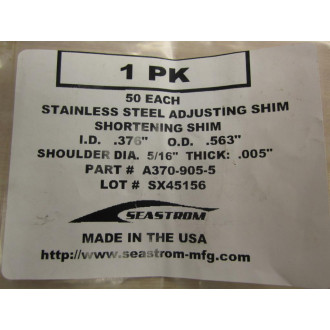 1 PK
50 EACH
STAINLESS STEEL ADJUSTING SHIM
SHORTENING SHIM
I.D. .376" O.D. .563"
SHOULDER DIA. 5/16" THICK: .005"
PART # A370-905-5
LOT # SX45156
SEASTROM
MADE IN THE USA
http://www.seastrom-mfg.com